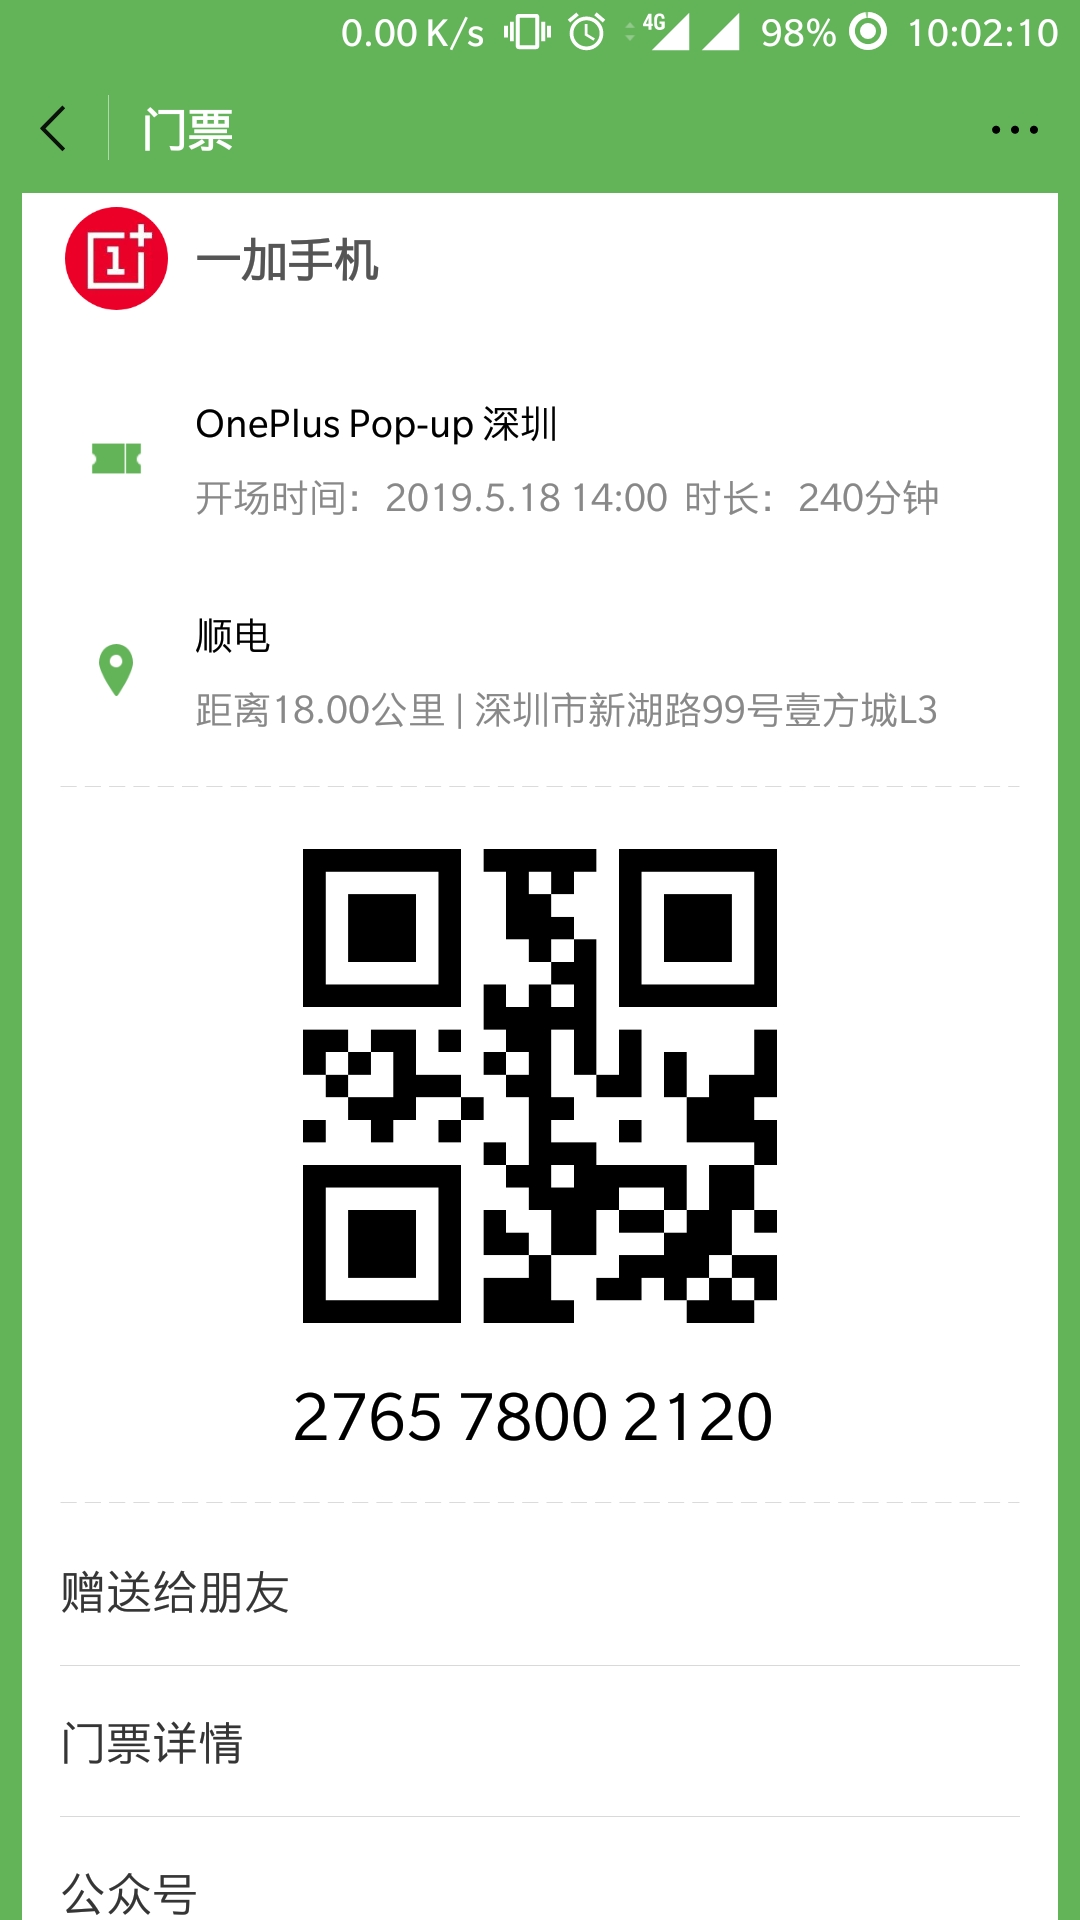 0.00 K/s 4G 98% 10:02:10
门票
一加手机
OnePlus Pop-up 深圳
开场时间：2019.5.18 14:00 时长：240分钟
顺电
距离18.00公里 | 深圳市新湖路99号壹方城L3
2765 7800 2120
赠送给朋友
门票详情
公众号